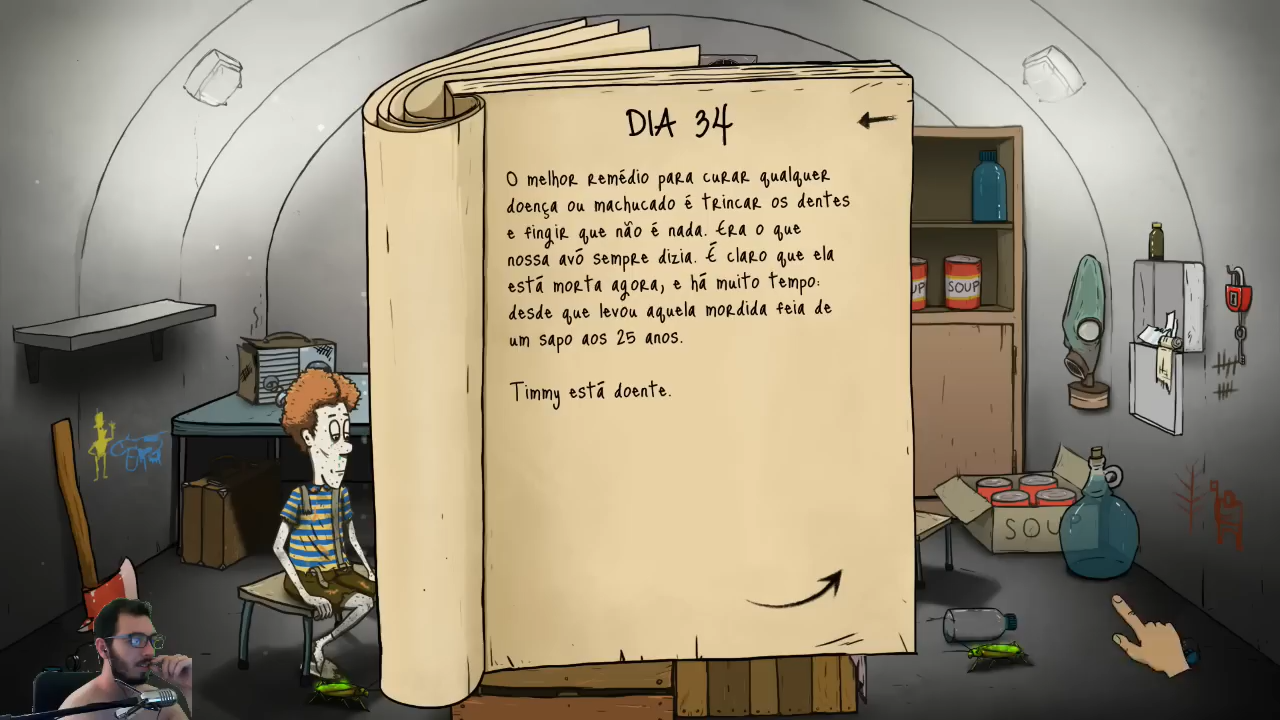 DIA 34
O melhor remédio para curar qualquer
doença ou machucado é trincar os dentes
e fingir que não é nada. Era o que
nossa avó sempre dizia. É claro que ela
está morta agora, e há muito tempo:
desde que levou aquela mordida feia de
um sapo aos 25 anos.
Timmy está doente.
UP SOUP
SOU